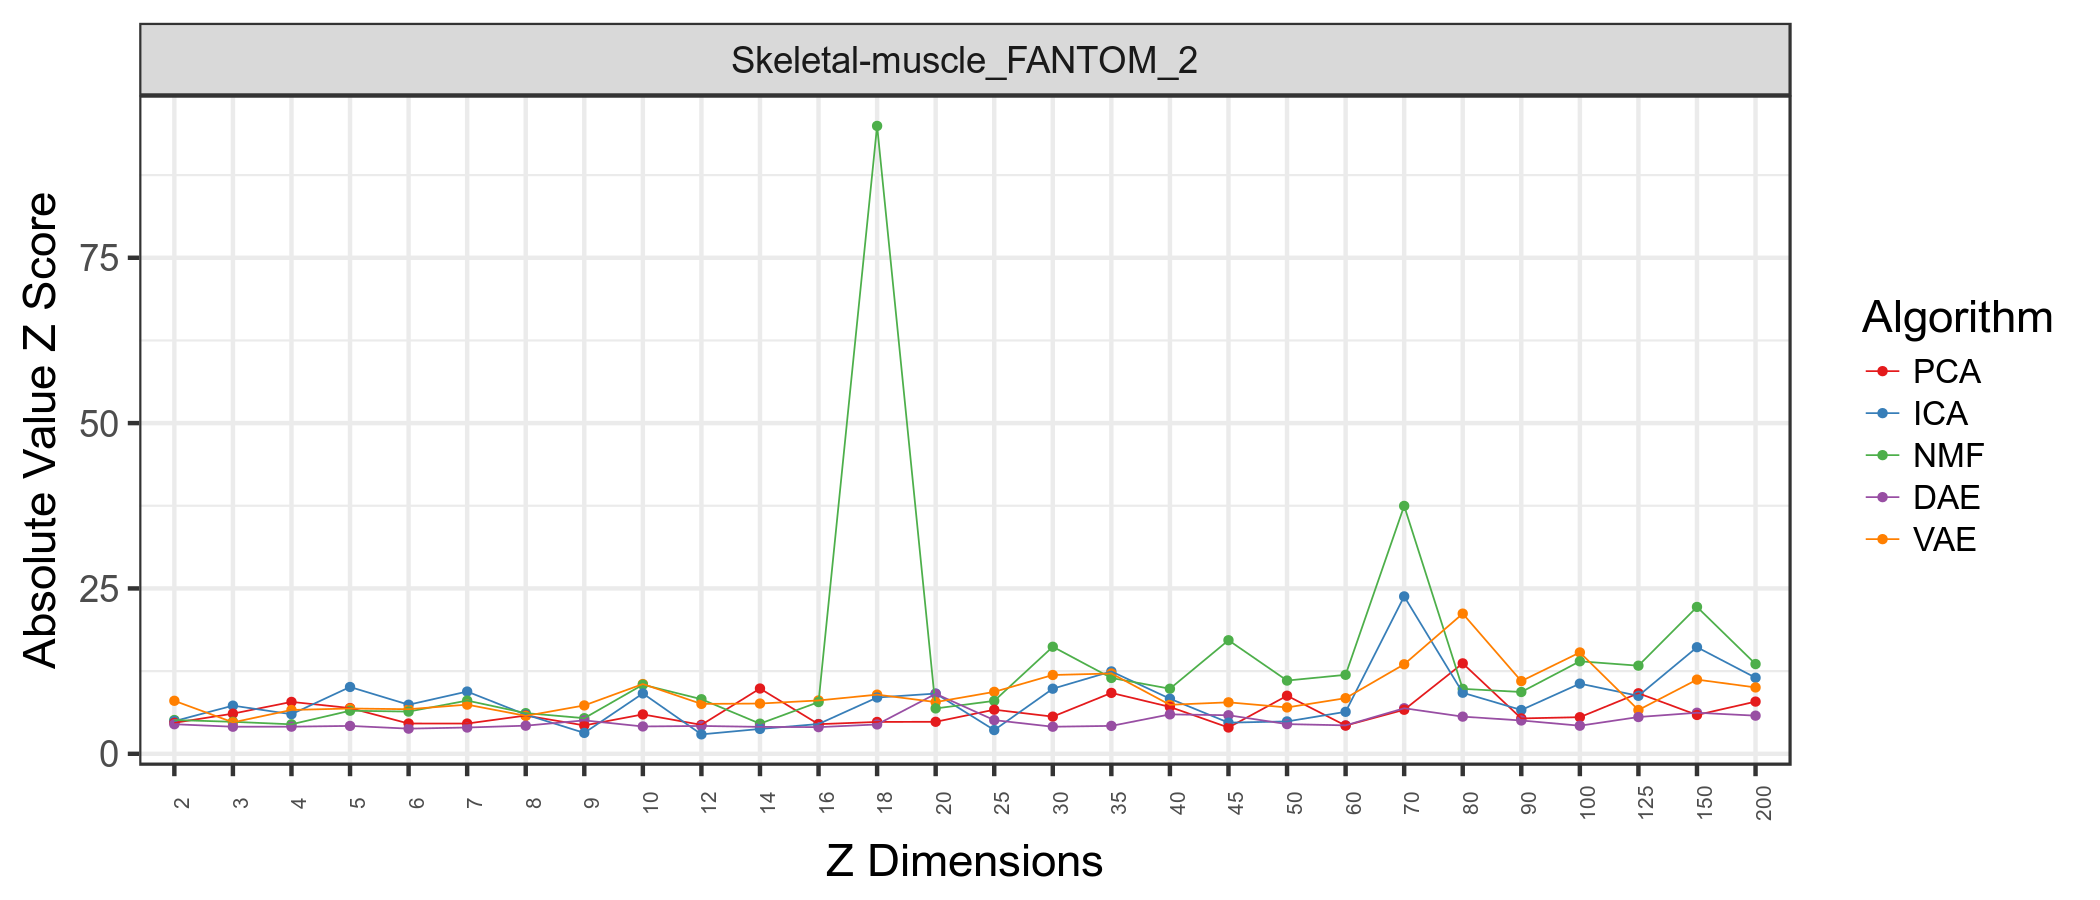 Skeletal-muscle_FANTOM_2
Absolute Value Z Score
75
50
25
0
2 3 4 5 6 7 8 9 10 12 14 16 18 20 25 30 35 40 45 50 60 70 80 90 100 125 150 200
Z Dimensions
Algorithm
PCA
ICA
NMF
DAE
VAE